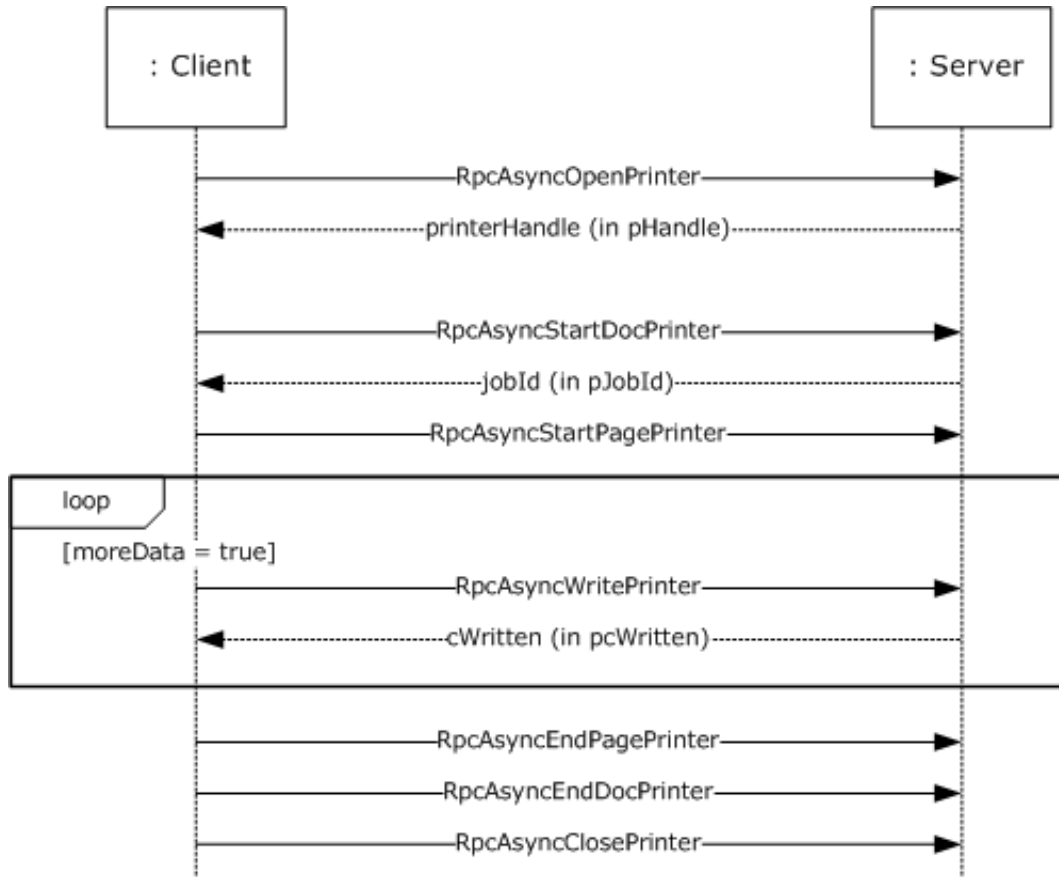 : Client
: Server
RpcAsyncOpenPrinter
printerHandle (in pHandle)
RpcAsyncStartDocPrinter
jobId (in pJobId)
RpcAsyncStartPagePrinter
loop
[moreData = true]
RpcAsyncWritePrinter
cWritten (in pcWritten)
RpcAsyncEndPagePrinter
RpcAsyncEndDocPrinter
RpcAsyncClosePrinter